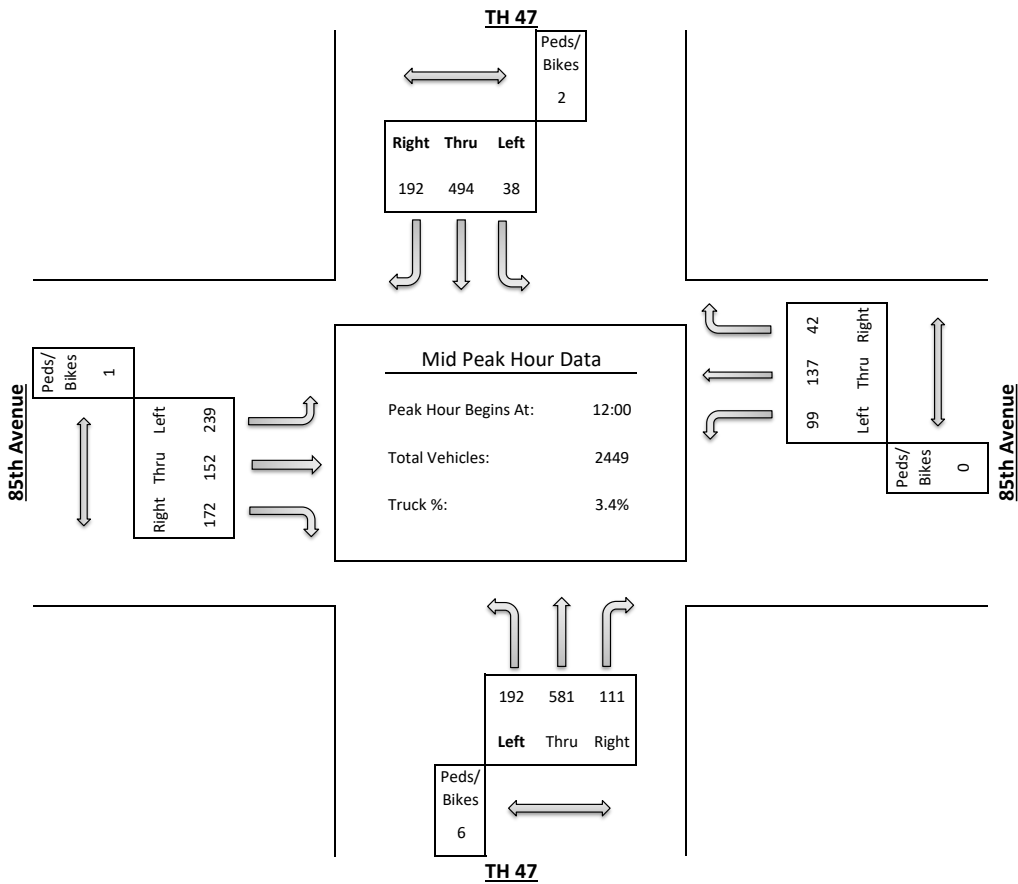 TH 47
Peds/
Bikes
2
Right Thru Left
192 494 38
85th Avenue
Peds/
Bikes
1
Left 239
Thru 152
Right 172
Mid Peak Hour Data
Peak Hour Begins At: 12:00
Total Vehicles: 2449
Truck %: 3.4%
42 Right
137 Thru
99 Left
Peds/
Bikes
0
85th Avenue
192 581 111
Left Thru Right
Peds/
Bikes
6
TH 47